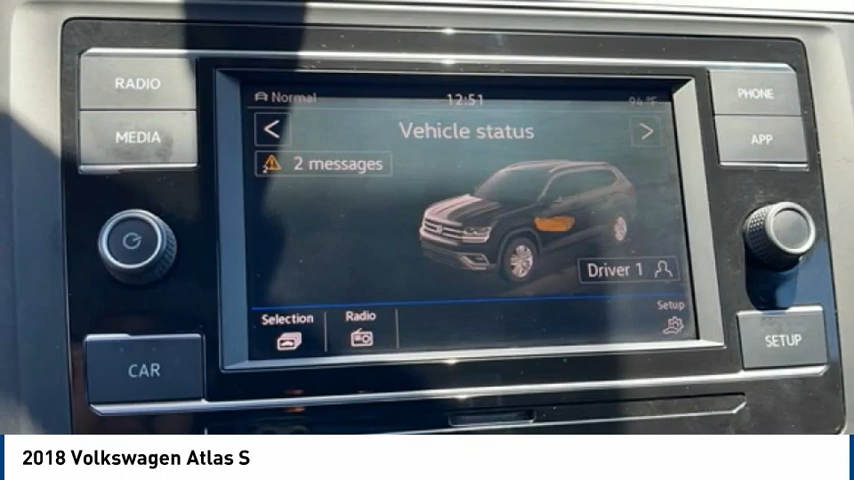 RADIO
MEDIA
CAR
Normal
12:51
94°F
Vehicle status
2 messages
Driver 1
Selection
Radio
Setup
PHONE
APP
SETUP
2018 Volkswagen Atlas S